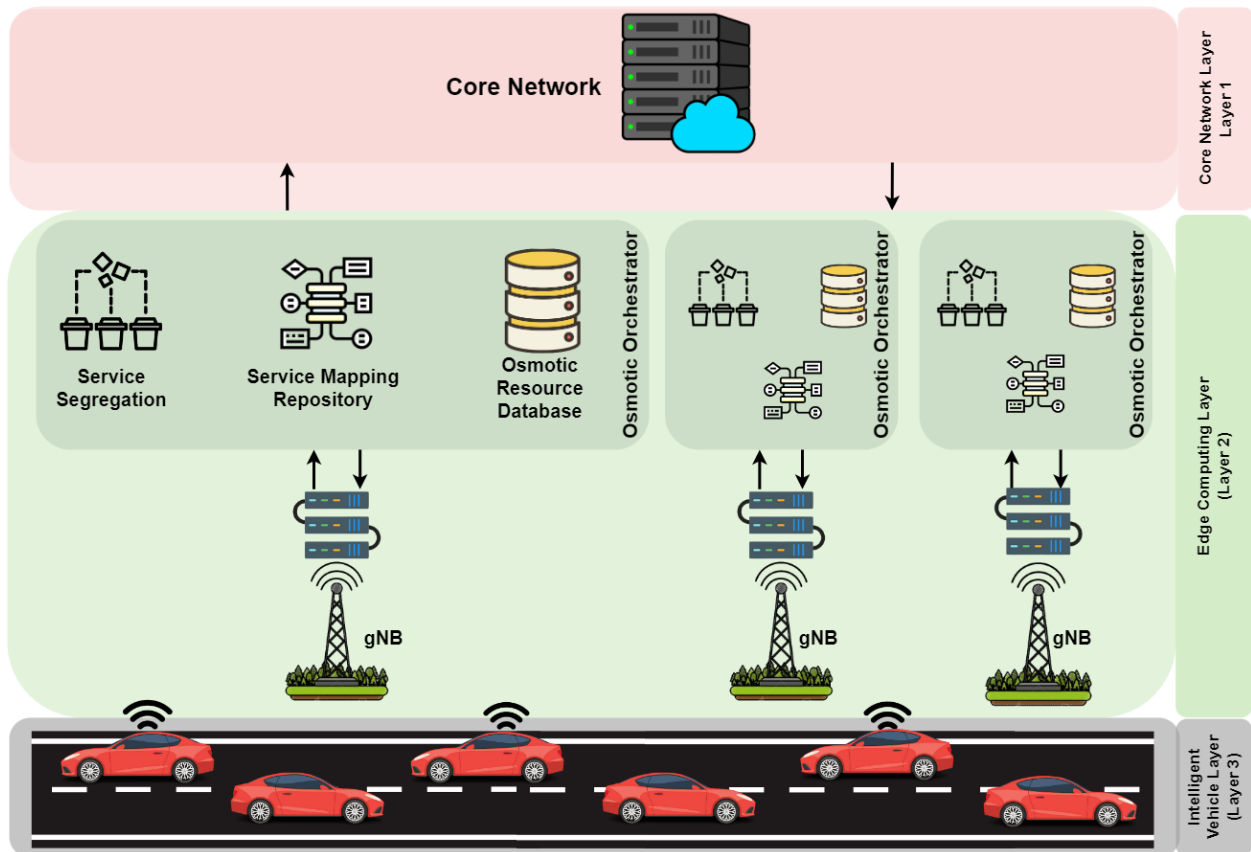 Core Network
Core Network Layer
Layer 1
Service
Segregation
Service Mapping
Repository
Osmotic
Resource
Database
Osmotic Orchestrator
Osmotic Orchestrator
Osmotic Orchestrator
Edge Computing Layer
(Layer 2)
gNB
gNB
gNB
Intelligent
Vehicle Layer
(Layer 3)